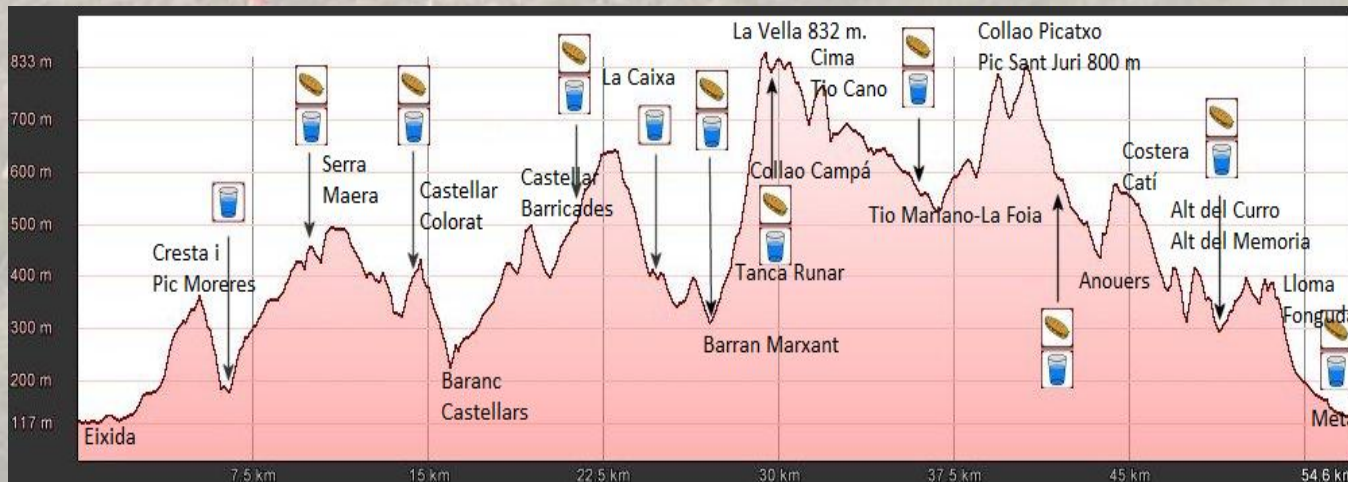 La Vella 832 m.
Collao Picatxo
Pic Sant Juri 800 m
Cima
Tio Cano
La Caixa
833 m
700 m
600 m
500 m
400 m
300 m
200 m
117 m
Serra
Maera
Castellar
Colorat
Castellar
Barricades
Collao Campá
Costera
Catí
Tio Mariano-La Foia
Alt del Curro
Alt del Memoria
Cresta i
Pic Moreres
Tanca Runar
Anouers
Lloma
Fonguda
Barran Marxant
Baranc
Castellars
Eixida
Meta
7.5 km
15 km
22.5 km
30 km
37.5 km
45 km
54.6 km